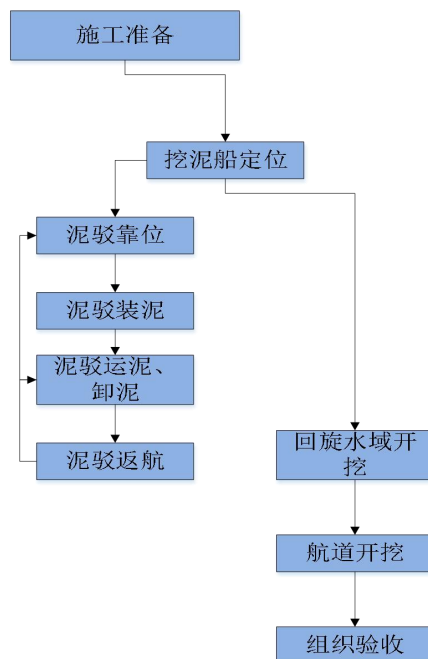 施工准备
挖泥船定位
泥驳靠位
泥驳装泥
泥驳运泥、
卸泥
泥驳返航
回旋水域开
挖
航道开挖
组织验收